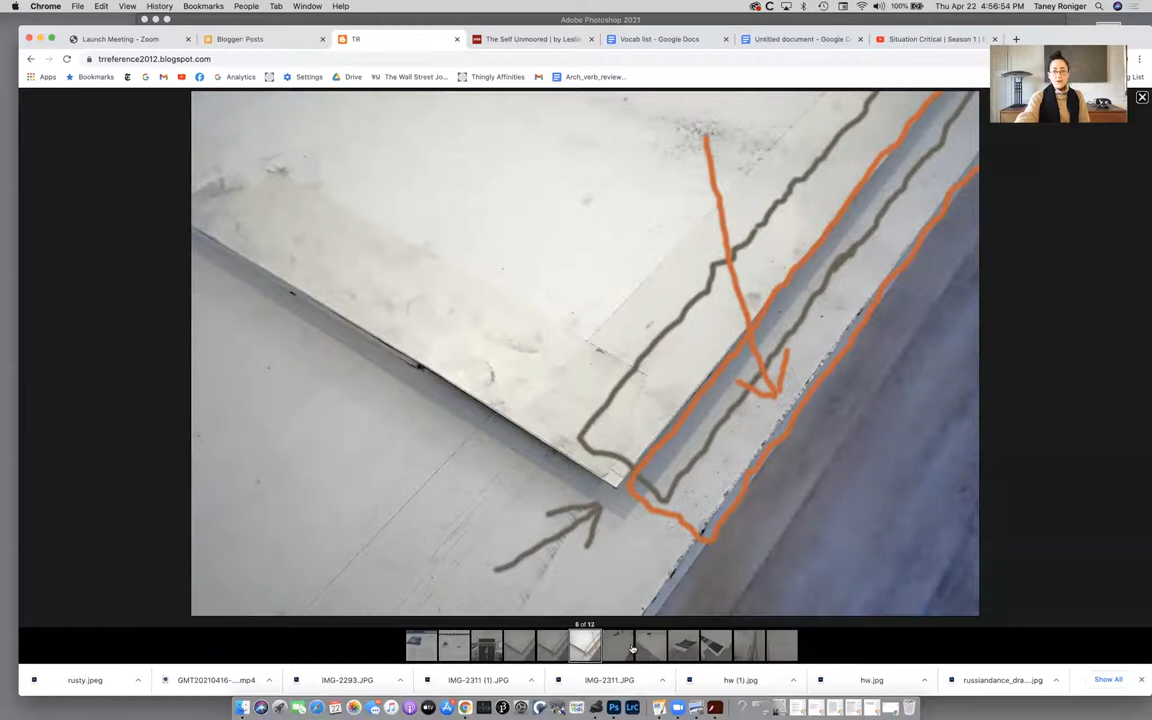 Chrome File Edit View History Bookmarks People Tab Window Help 100% Thu Apr 22 4:56:54 PM Taney Roniger
Adobe Photoshop 2021
Launch Meeting - Zoom Blogger: Posts TR The Self Unmoored | by Leslie Vocab list - Google Docs Untitled document - Google D Situation Critical | Season 1 | E
trreference2012.blogspot.com
Apps Bookmarks Analytics Settings Drive The Wall Street Jo... Thingly Affinities Arch_verb_review... g List
6 of 12
rusty.jpeg GMT20210416-....mp4 IMG-2293.JPG IMG-2311 (1).JPG IMG-2311.JPG hw (1).jpg hw.jpg russiandance_dra....jpg Show All